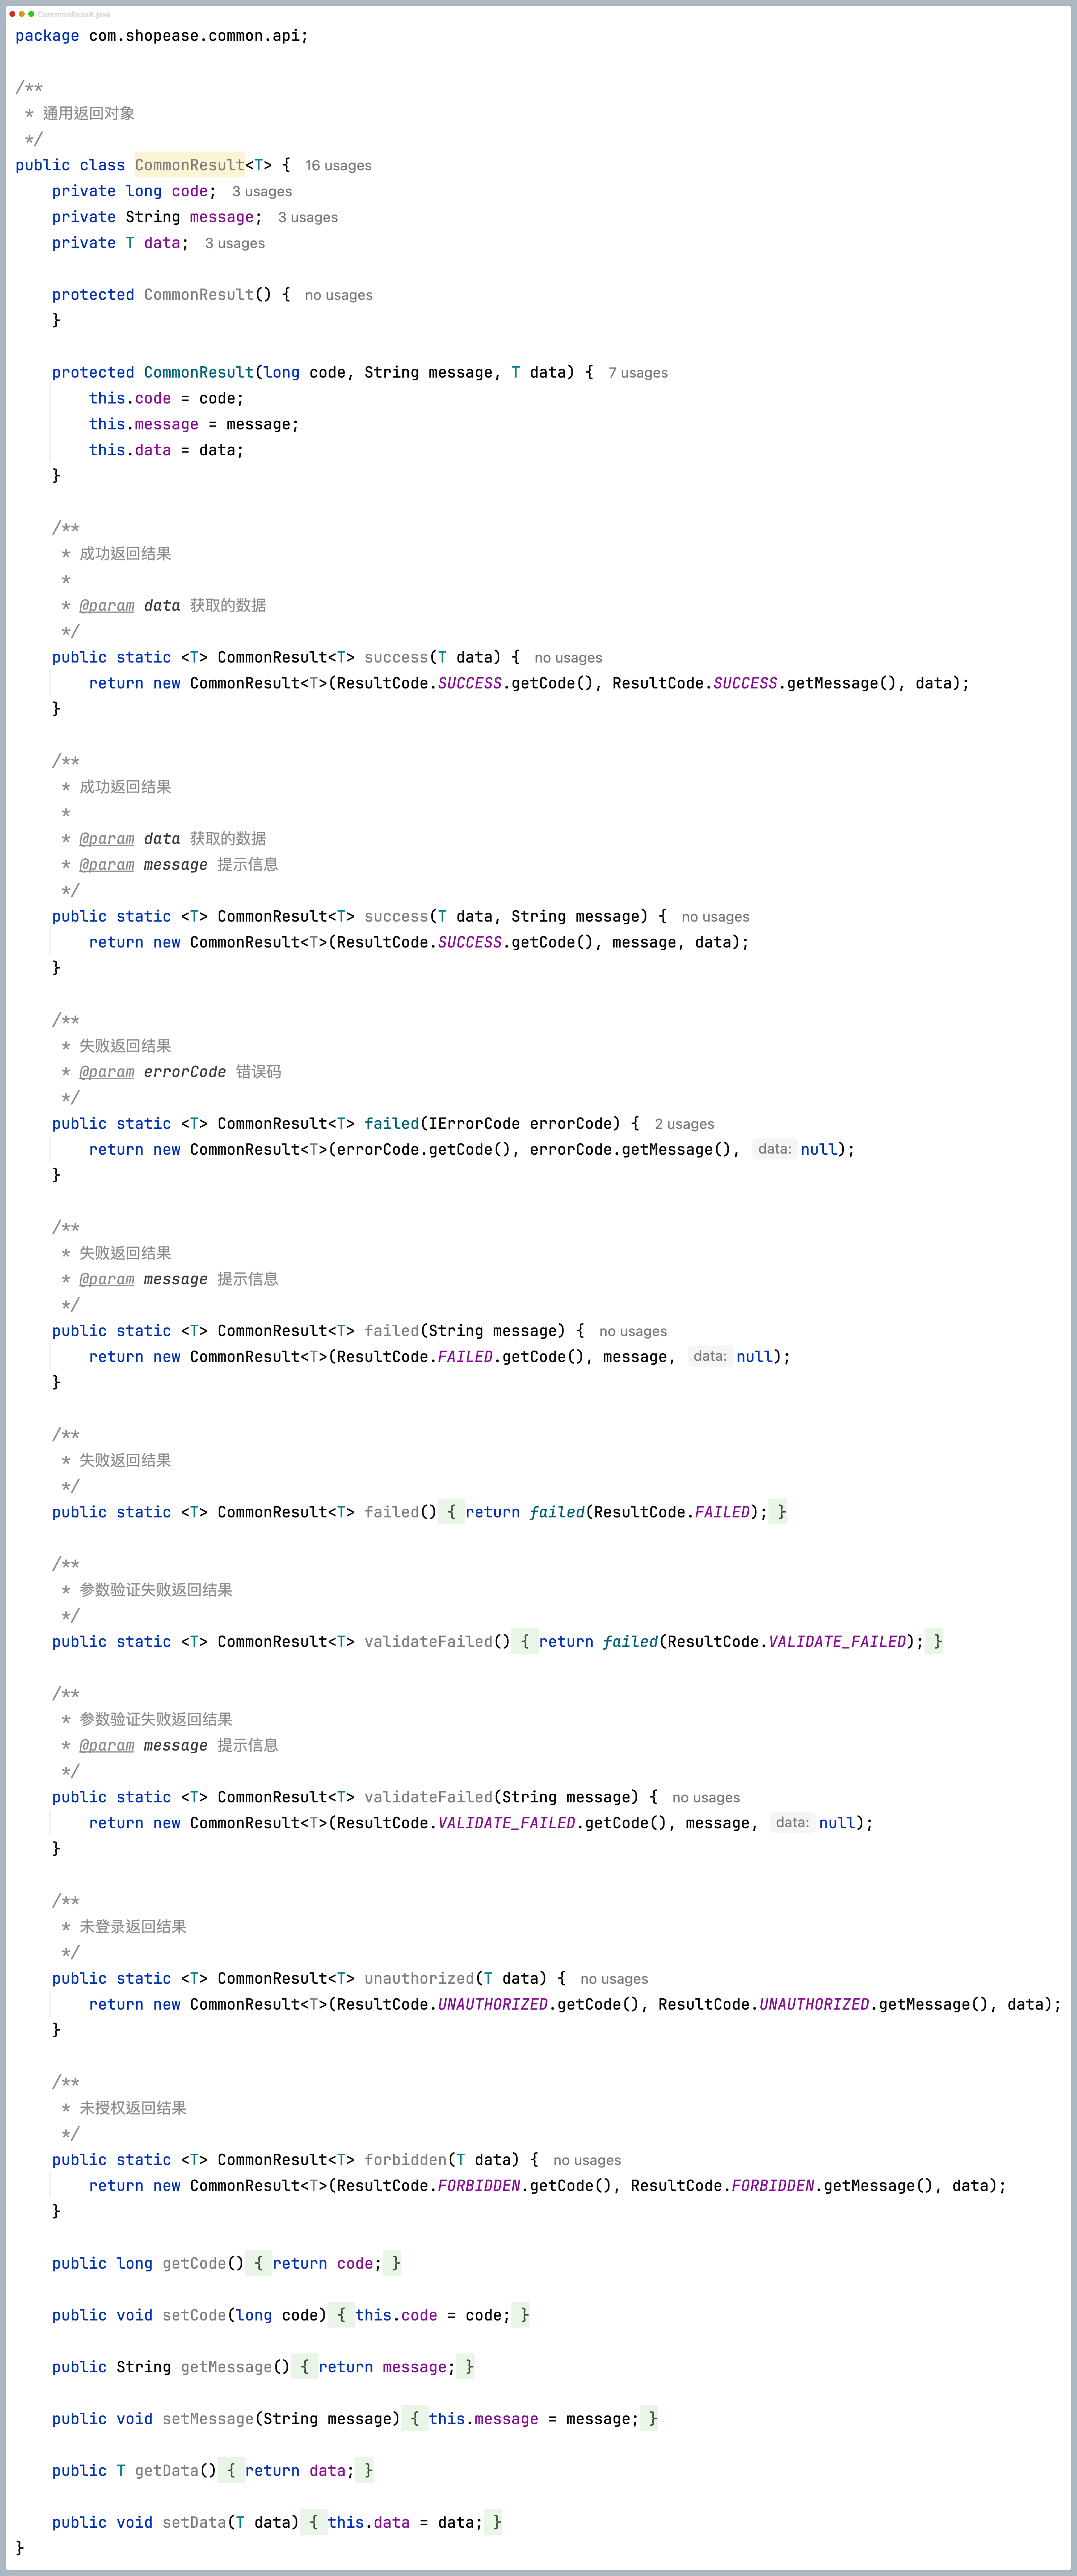 CommonResult.java
package com.shopease.common.api;
/**
 * 通用返回对象
 */
public class CommonResult<T> { 16 usages
    private long code; 3 usages
    private String message; 3 usages
    private T data; 3 usages
    protected CommonResult() { no usages
    }
    protected CommonResult(long code, String message, T data) { 7 usages
        this.code = code;
        this.message = message;
        this.data = data;
    }
    /**
     * 成功返回结果
     *
     * @param data 获取的数据
     */
    public static <T> CommonResult<T> success(T data) { no usages
        return new CommonResult<T>(ResultCode.SUCCESS.getCode(), ResultCode.SUCCESS.getMessage(), data);
    }
    /**
     * 成功返回结果
     *
     * @param data 获取的数据
     * @param message 提示信息
     */
    public static <T> CommonResult<T> success(T data, String message) { no usages
        return new CommonResult<T>(ResultCode.SUCCESS.getCode(), message, data);
    }
    /**
     * 失败返回结果
     * @param errorCode 错误码
     */
    public static <T> CommonResult<T> failed(IErrorCode errorCode) { 2 usages
        return new CommonResult<T>(errorCode.getCode(), errorCode.getMessage(), data: null);
    }
    /**
     * 失败返回结果
     * @param message 提示信息
     */
    public static <T> CommonResult<T> failed(String message) { no usages
        return new CommonResult<T>(ResultCode.FAILED.getCode(), message, data: null);
    }
    /**
     * 失败返回结果
     */
    public static <T> CommonResult<T> failed() { return failed(ResultCode.FAILED); }
    /**
     * 参数验证失败返回结果
     */
    public static <T> CommonResult<T> validateFailed() { return failed(ResultCode.VALIDATE_FAILED); }
    /**
     * 参数验证失败返回结果
     * @param message 提示信息
     */
    public static <T> CommonResult<T> validateFailed(String message) { no usages
        return new CommonResult<T>(ResultCode.VALIDATE_FAILED.getCode(), message, data: null);
    }
    /**
     * 未登录返回结果
     */
    public static <T> CommonResult<T> unauthorized(T data) { no usages
        return new CommonResult<T>(ResultCode.UNAUTHORIZED.getCode(), ResultCode.UNAUTHORIZED.getMessage(), data);
    }
    /**
     * 未授权返回结果
     */
    public static <T> CommonResult<T> forbidden(T data) { no usages
        return new CommonResult<T>(ResultCode.FORBIDDEN.getCode(), ResultCode.FORBIDDEN.getMessage(), data);
    }
    public long getCode() { return code; }
    public void setCode(long code) { this.code = code; }
    public String getMessage() { return message; }
    public void setMessage(String message) { this.message = message; }
    public T getData() { return data; }
    public void setData(T data) { this.data = data; }
}